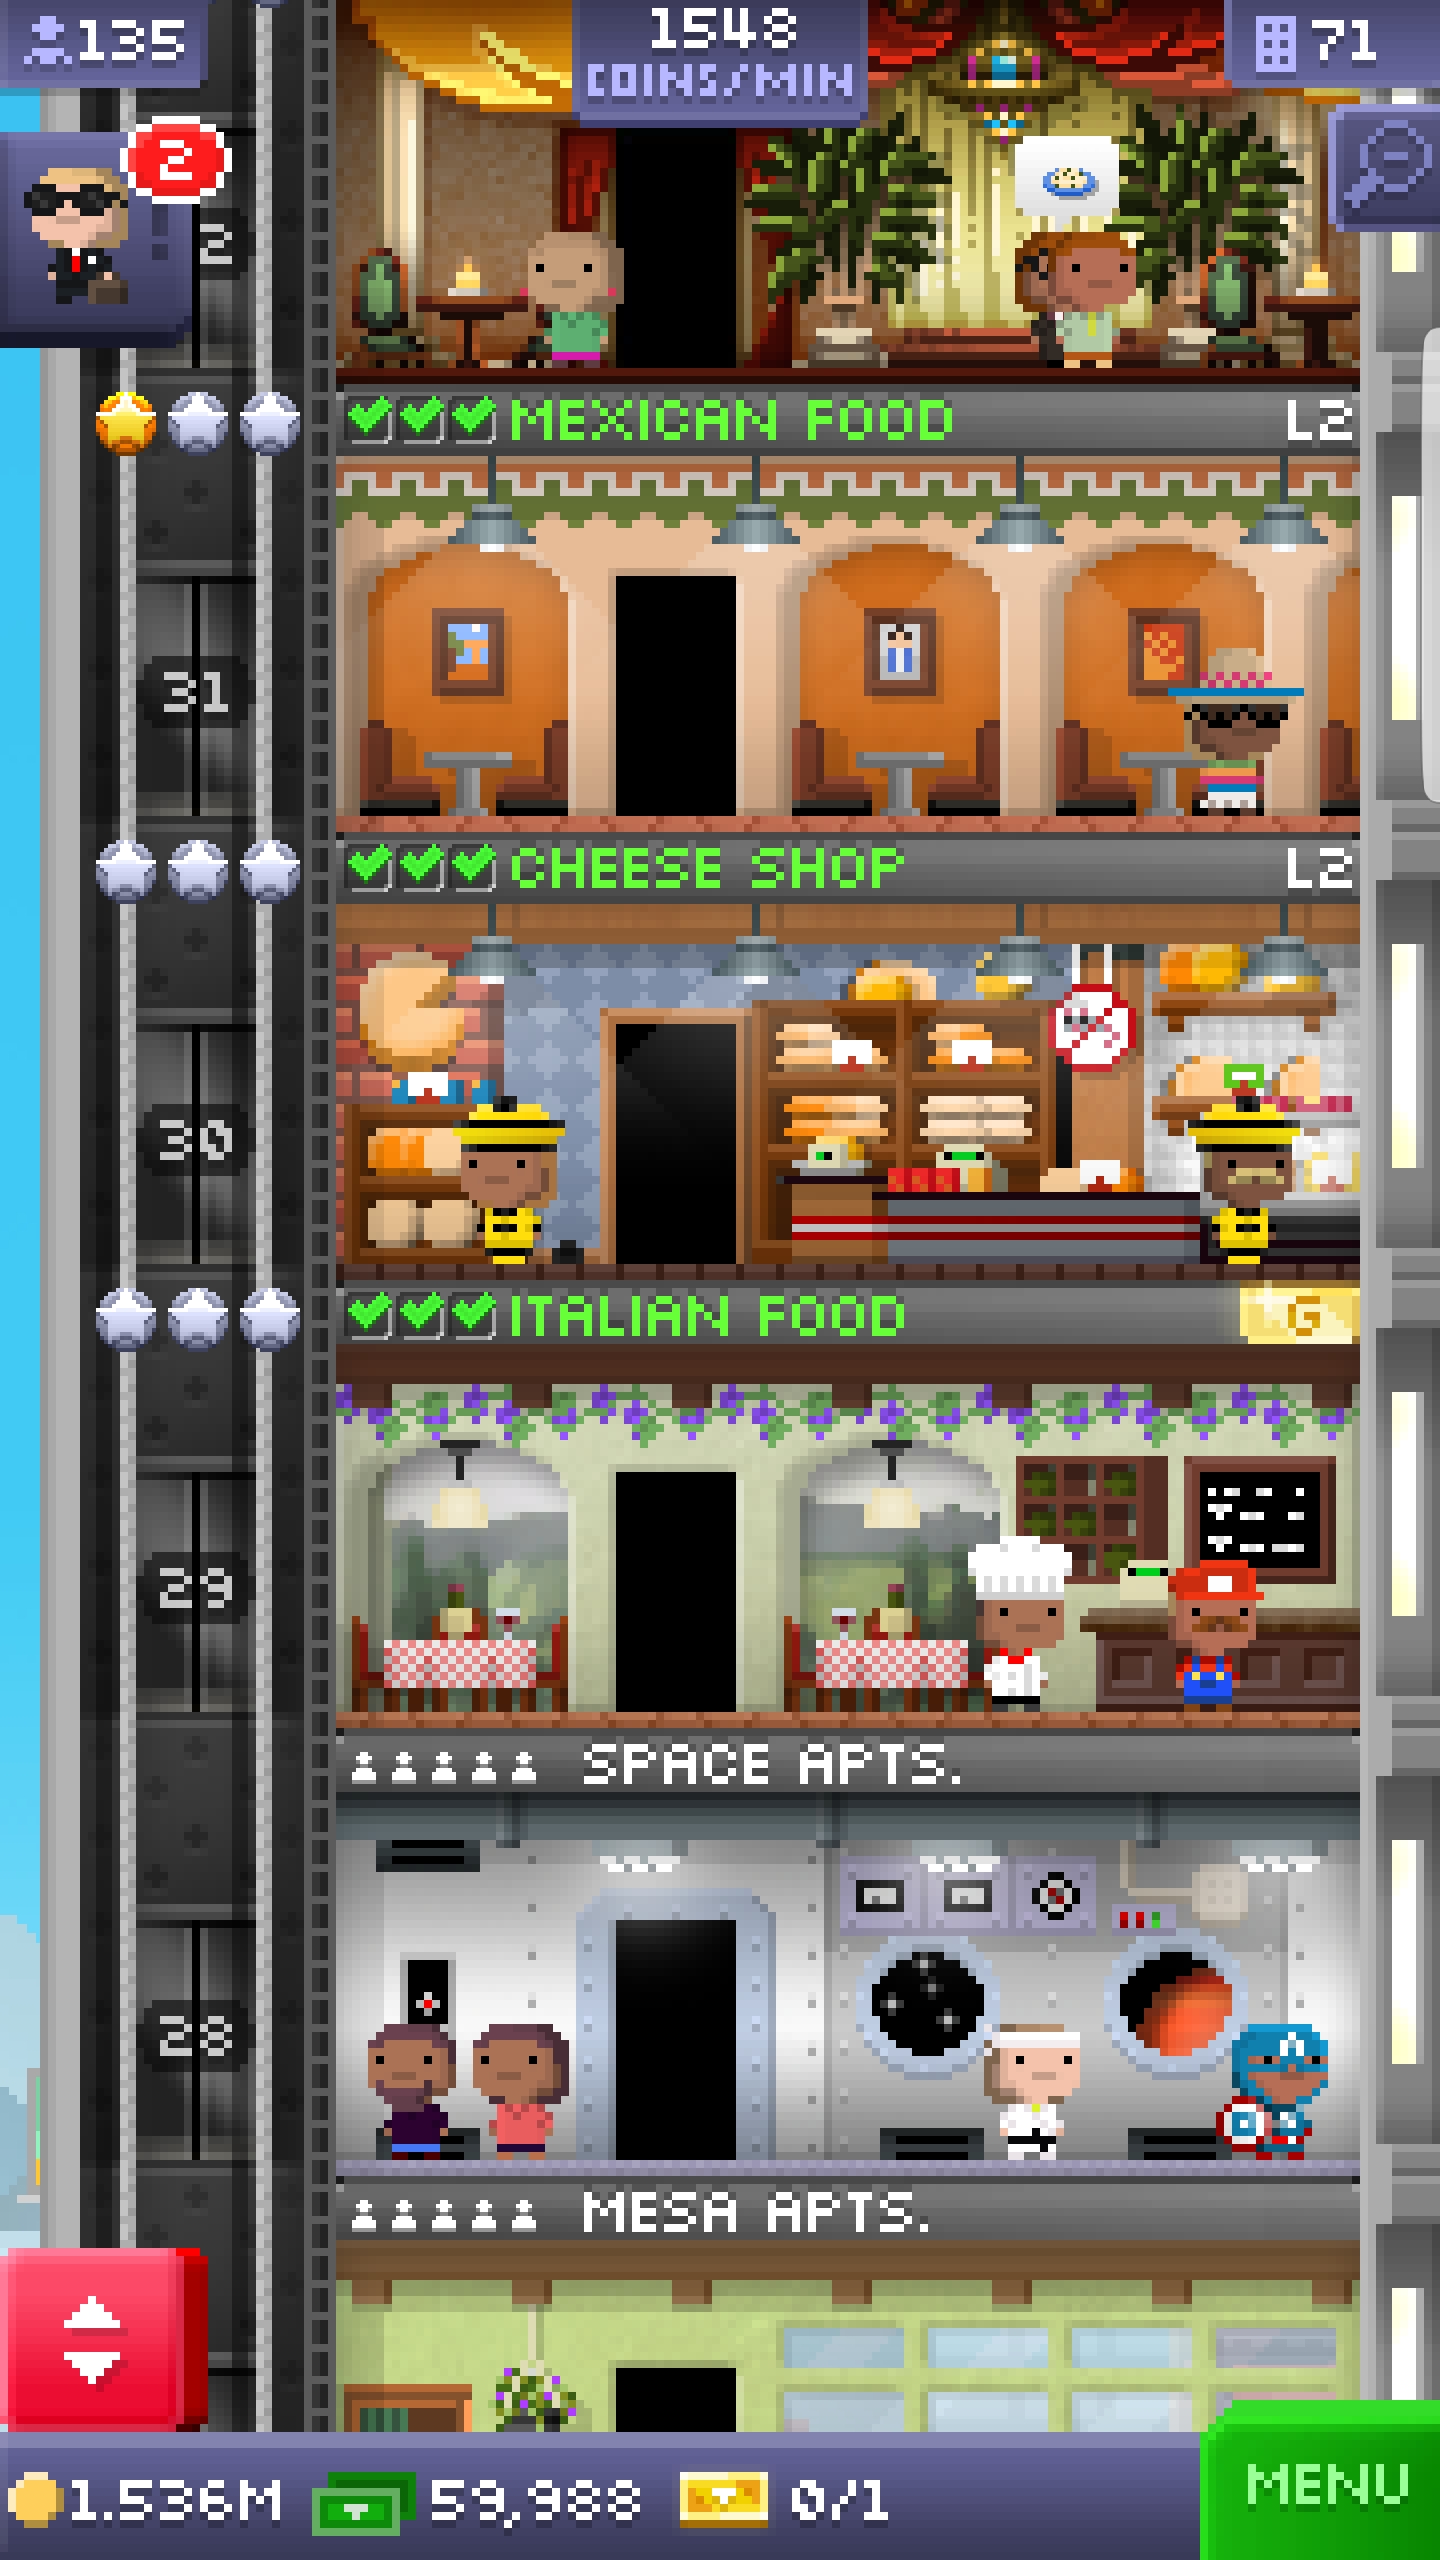 135
1548
COINS/MIN
71
2
2
MEXICAN FOOD
L2
31
CHEESE SHOP
L2
30
ITALIAN FOOD
G
29
SPACE APTS.
28
MESA APTS.
1.536M
59,988
0/1
MENU